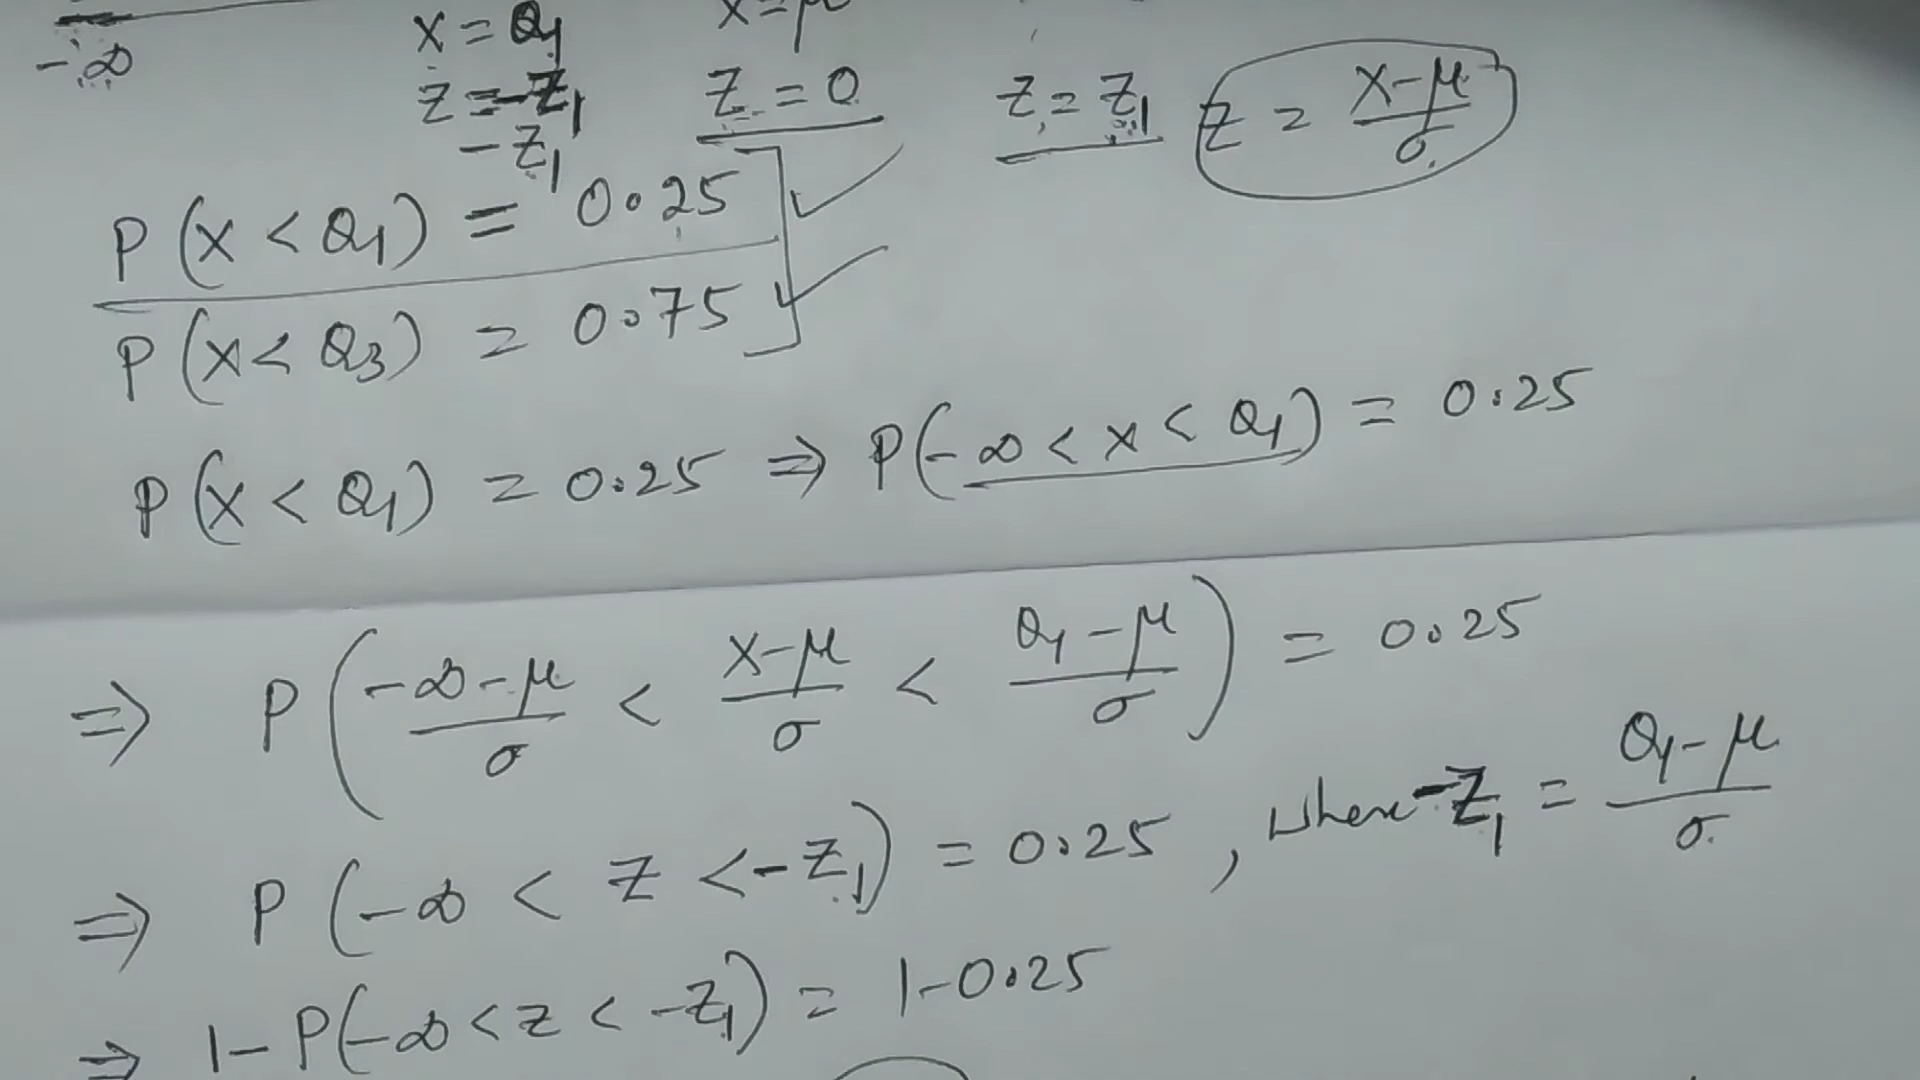 -∞
X = Q₁ X = μ
Z = -Z₁ Z = 0 Z = Z₁ Z = (X-μ)/σ
-Z₁
P(X < Q₁) = 0.25
P(X < Q₃) = 0.75
P(X < Q₁) = 0.25 ⇒ P(-∞ < X < Q₁) = 0.25
⇒ P((-∞-μ)/σ < (X-μ)/σ < (Q₁-μ)/σ) = 0.25
⇒ P(-∞ < Z < -Z₁) = 0.25, where -Z₁ = (Q₁-μ)/σ
⇒ 1-P(-∞ < Z < -Z₁) = 1-0.25